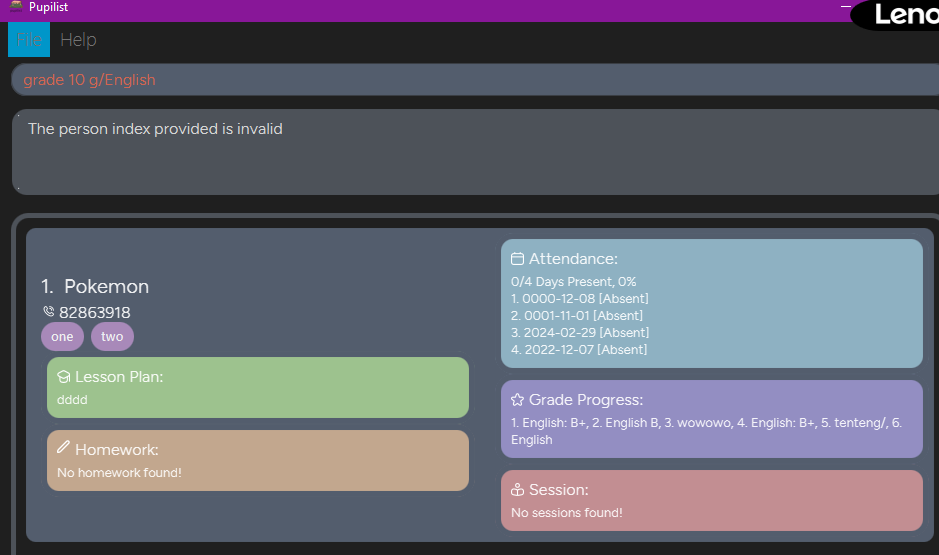 Pupilist
Leno
File Help
grade 10 g/English
The person index provided is invalid
1. Pokemon
82863918
one two
Lesson Plan:
dddd
Homework:
No homework found!
Attendance:
0/4 Days Present, 0%
1. 0000-12-08 [Absent]
2. 0001-11-01 [Absent]
3. 2024-02-29 [Absent]
4. 2022-12-07 [Absent]
Grade Progress:
1. English: B+, 2. English B, 3. wowowo, 4. English: B+, 5. tenteng/, 6.
English
Session:
No sessions found!